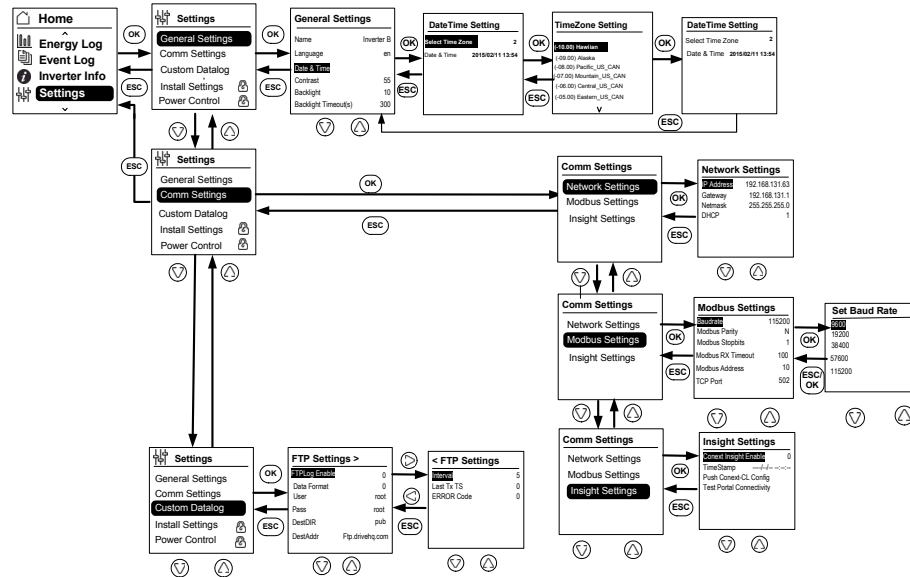 Home
Energy Log
Event Log
Inverter Info
Settings
OK
ESC
Settings
General Settings
Comm Settings
Custom Datalog
Install Settings
Power Control
OK
ESC
General Settings
Name Inverter B
Language en
Date & Time
Contrast 55
Backlight 10
Backlight Timeout(s) 300
OK
ESC
DateTime Setting
Select Time Zone 2
Date & Time 2015/02/11 13:54
OK
ESC
TimeZone Setting
(-10.00) Hawiian
(-09.00) Alaska
(-08.00) Pacific_US_CAN
(-07.00) Mountain_US_CAN
(-06.00) Central_US_CAN
(-05.00) Eastern_US_CAN
OK
DateTime Setting
Select Time Zone 2
Date & Time 2015/02/11 13:54
ESC
ESC
Settings
General Settings
Comm Settings
Custom Datalog
Install Settings
Power Control
OK
ESC
Comm Settings
Network Settings
Modbus Settings
Insight Settings
OK
ESC
Network Settings
IP Address 192.168.131.63
Gateway 192.168.131.1
Netmask 255.255.255.0
DHCP 1
Comm Settings
Network Settings
Modbus Settings
Insight Settings
OK
ESC
Modbus Settings
Baudrate 115200
Modbus Parity N
Modbus Stopbits 1
Modbus RX Timeout 100
Modbus Address 10
TCP Port 502
OK
ESC/
OK
Set Baud Rate
9600
19200
38400
57600
115200
Settings
General Settings
Comm Settings
Custom Datalog
Install Settings
Power Control
OK
ESC
FTP Settings >
FTPLog Enable 0
Data Format 0
User root
Pass root
DestDIR pub
DestAddr Ftp.drivehq.com
ESC
< FTP Settings
Interval 5
Last Tx TS 0
ERROR Code 0
Comm Settings
Network Settings
Modbus Settings
Insight Settings
OK
ESC
Insight Settings
Conext Insight Enable 0
TimeStamp ----/--/-- --:--:--
Push Conext-CL Config
Test Portal Connectivity